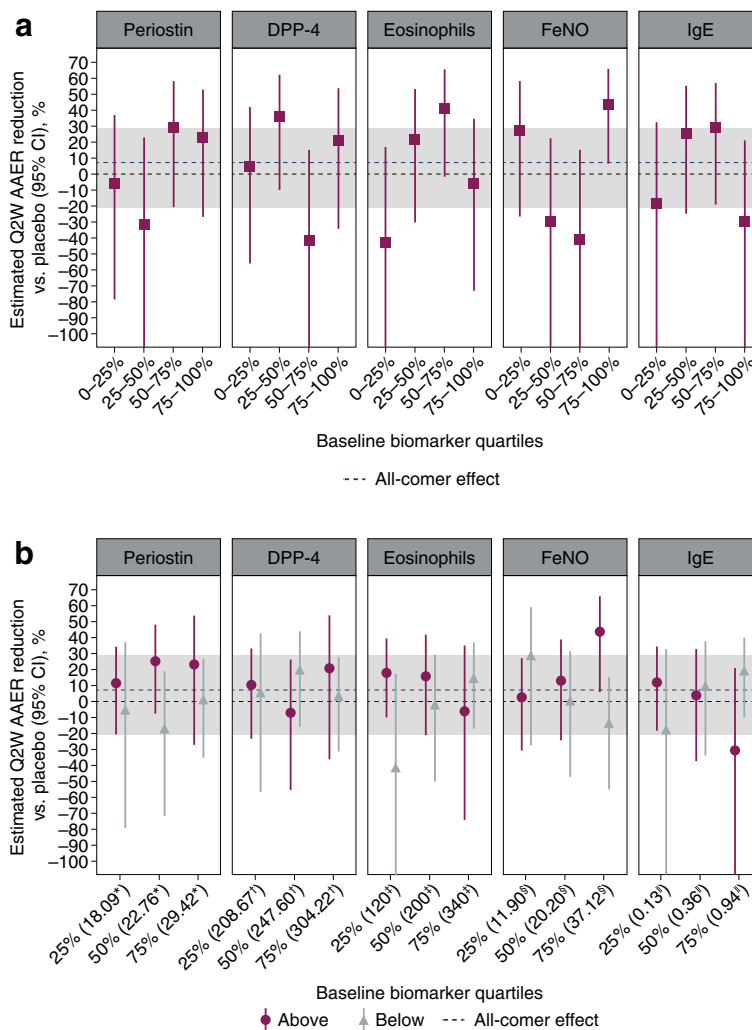 a
Periostin DPP-4 Eosinophils FeNO IgE
Estimated Q2W AAER reduction
vs. placebo (95% CI), %
70
60
50
40
30
20
10
0
−10
−20
−30
−40
−50
−60
−70
−80
−90
−100
0–25% 25–50% 50–75% 75–100% 0–25% 25–50% 50–75% 75–100% 0–25% 25–50% 50–75% 75–100% 0–25% 25–50% 50–75% 75–100% 0–25% 25–50% 50–75% 75–100%
Baseline biomarker quartiles
All-comer effect
b
Periostin DPP-4 Eosinophils FeNO IgE
Estimated Q2W AAER reduction
vs. placebo (95% CI), %
70
60
50
40
30
20
10
0
−10
−20
−30
−40
−50
−60
−70
−80
−90
−100
25% (18.09*) 50% (22.76*) 75% (29.42*) 25% (208.67†) 50% (247.60†) 75% (304.22†) 25% (120‡) 50% (200‡) 75% (340‡) 25% (11.90§) 50% (20.20§) 75% (37.12§) 25% (0.13‖) 50% (0.36‖) 75% (0.94‖)
Baseline biomarker quartiles
Above Below All-comer effect